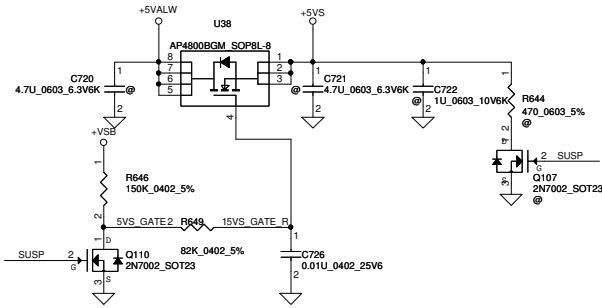 +5VALW
U38
+5VS
AP4800BGM_SOP8L-8
8
7
6
5
1
2
3
4
1
C720
4.7U_0603_6.3V6K
@
2
1
C721
@
4.7U_0603_6.3V6K
2
1
C722
1U_0603_10V6K
@
2
1
R644
470_0603_5%
@
2
1
D
2
SUSP
G
3
S
Q107
2N7002_SOT23
@
+VSB
1
R646
150K_0402_5%
2
5VS_GATE
2
R649
1
5VS_GATE_R
82K_0402_5%
1
C726
0.01U_0402_25V6
2
SUSP
2
G
1
D
Q110
2N7002_SOT23
3
S